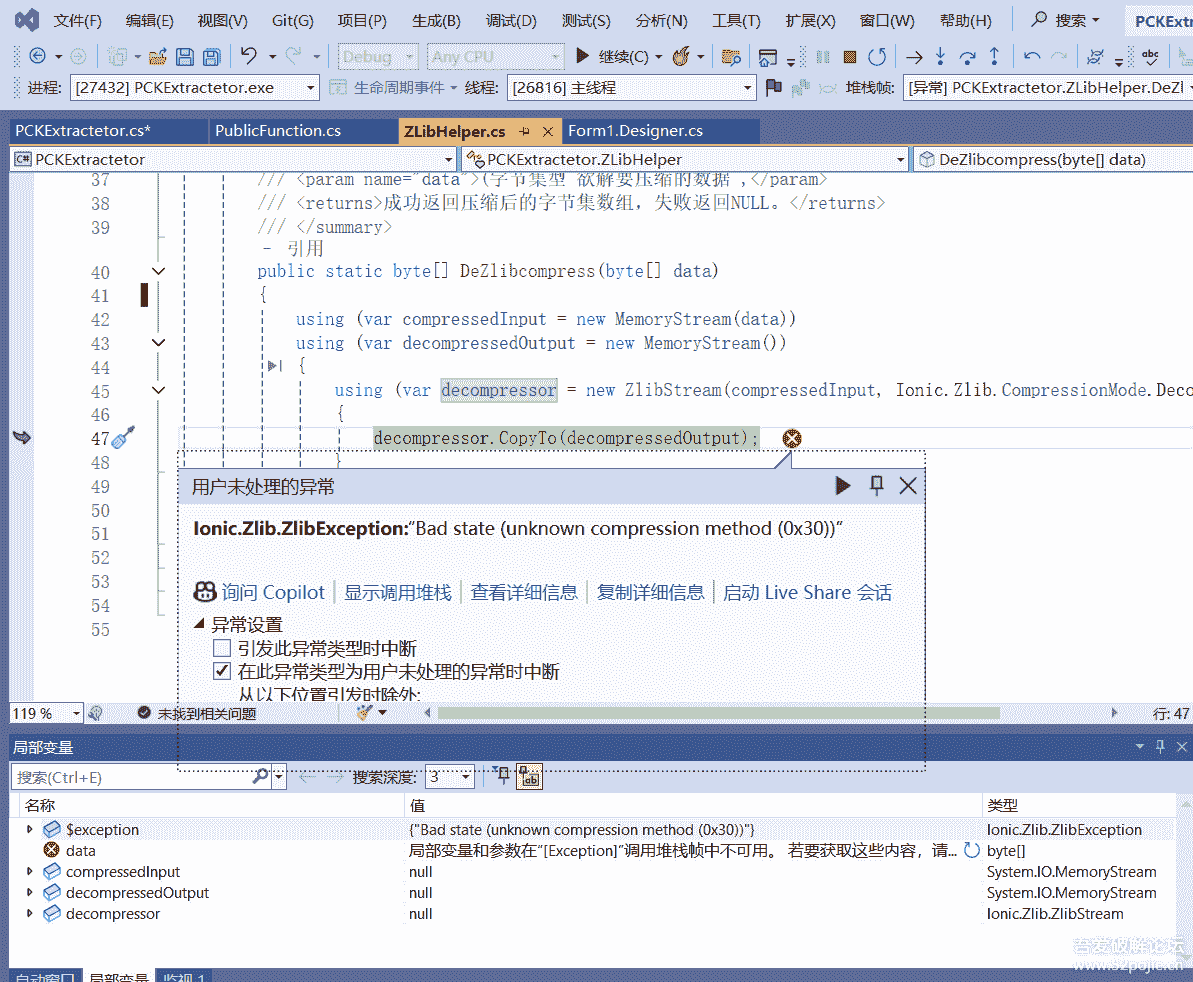 文件(F) 编辑(E) 视图(V) Git(G) 项目(P) 生成(B) 调试(D) 测试(S) 分析(N) 工具(T) 扩展(X) 窗口(W) 帮助(H) 搜索 PCKExtr
Debug Any CPU 继续(C)
进程: [27432] PCKExtractetor.exe 生命周期事件 线程: [26816] 主线程 堆栈帧: [异常] PCKExtractetor.ZLibHelper.DeZl
PCKExtractetor.cs* PublicFunction.cs ZLibHelper.cs Form1.Designer.cs
PCKExtractetor PCKExtractetor.ZLibHelper DeZlibcompress(byte[] data)
37 /// <param name="data">(字节集型 欲解要压缩的数据 ,</param>
38 /// <returns>成功返回压缩后的字节集数组，失败返回NULL。</returns>
39 /// </summary>
- 引用
40 public static byte[] DeZlibcompress(byte[] data)
41 {
42 using (var compressedInput = new MemoryStream(data))
43 using (var decompressedOutput = new MemoryStream())
44 {
45 using (var decompressor = new ZlibStream(compressedInput, Ionic.Zlib.CompressionMode.Deco
46 {
47 decompressor.CopyTo(decompressedOutput);
48 }
49
50
51
52
53
54
55
用户未处理的异常
Ionic.Zlib.ZlibException:“Bad state (unknown compression method (0x30))”
询问 Copilot 显示调用堆栈 查看详细信息 复制详细信息 启动 Live Share 会话
异常设置
引发此异常类型时中断
在此异常类型为用户未处理的异常时中断
从以下位置引发时除外:
119 % 未找到相关问题 行: 47
局部变量
搜索(Ctrl+E) 搜索深度: 3
名称 值 类型
$exception {"Bad state (unknown compression method (0x30))"} Ionic.Zlib.ZlibException
data 局部变量和参数在“[Exception]”调用堆栈帧中不可用。 若要获取这些内容，请... byte[]
compressedInput null System.IO.MemoryStream
decompressedOutput null System.IO.MemoryStream
decompressor null Ionic.Zlib.ZlibStream
吾爱破解论坛
www.52pojie.cn
自动窗口 局部变量 监视 1